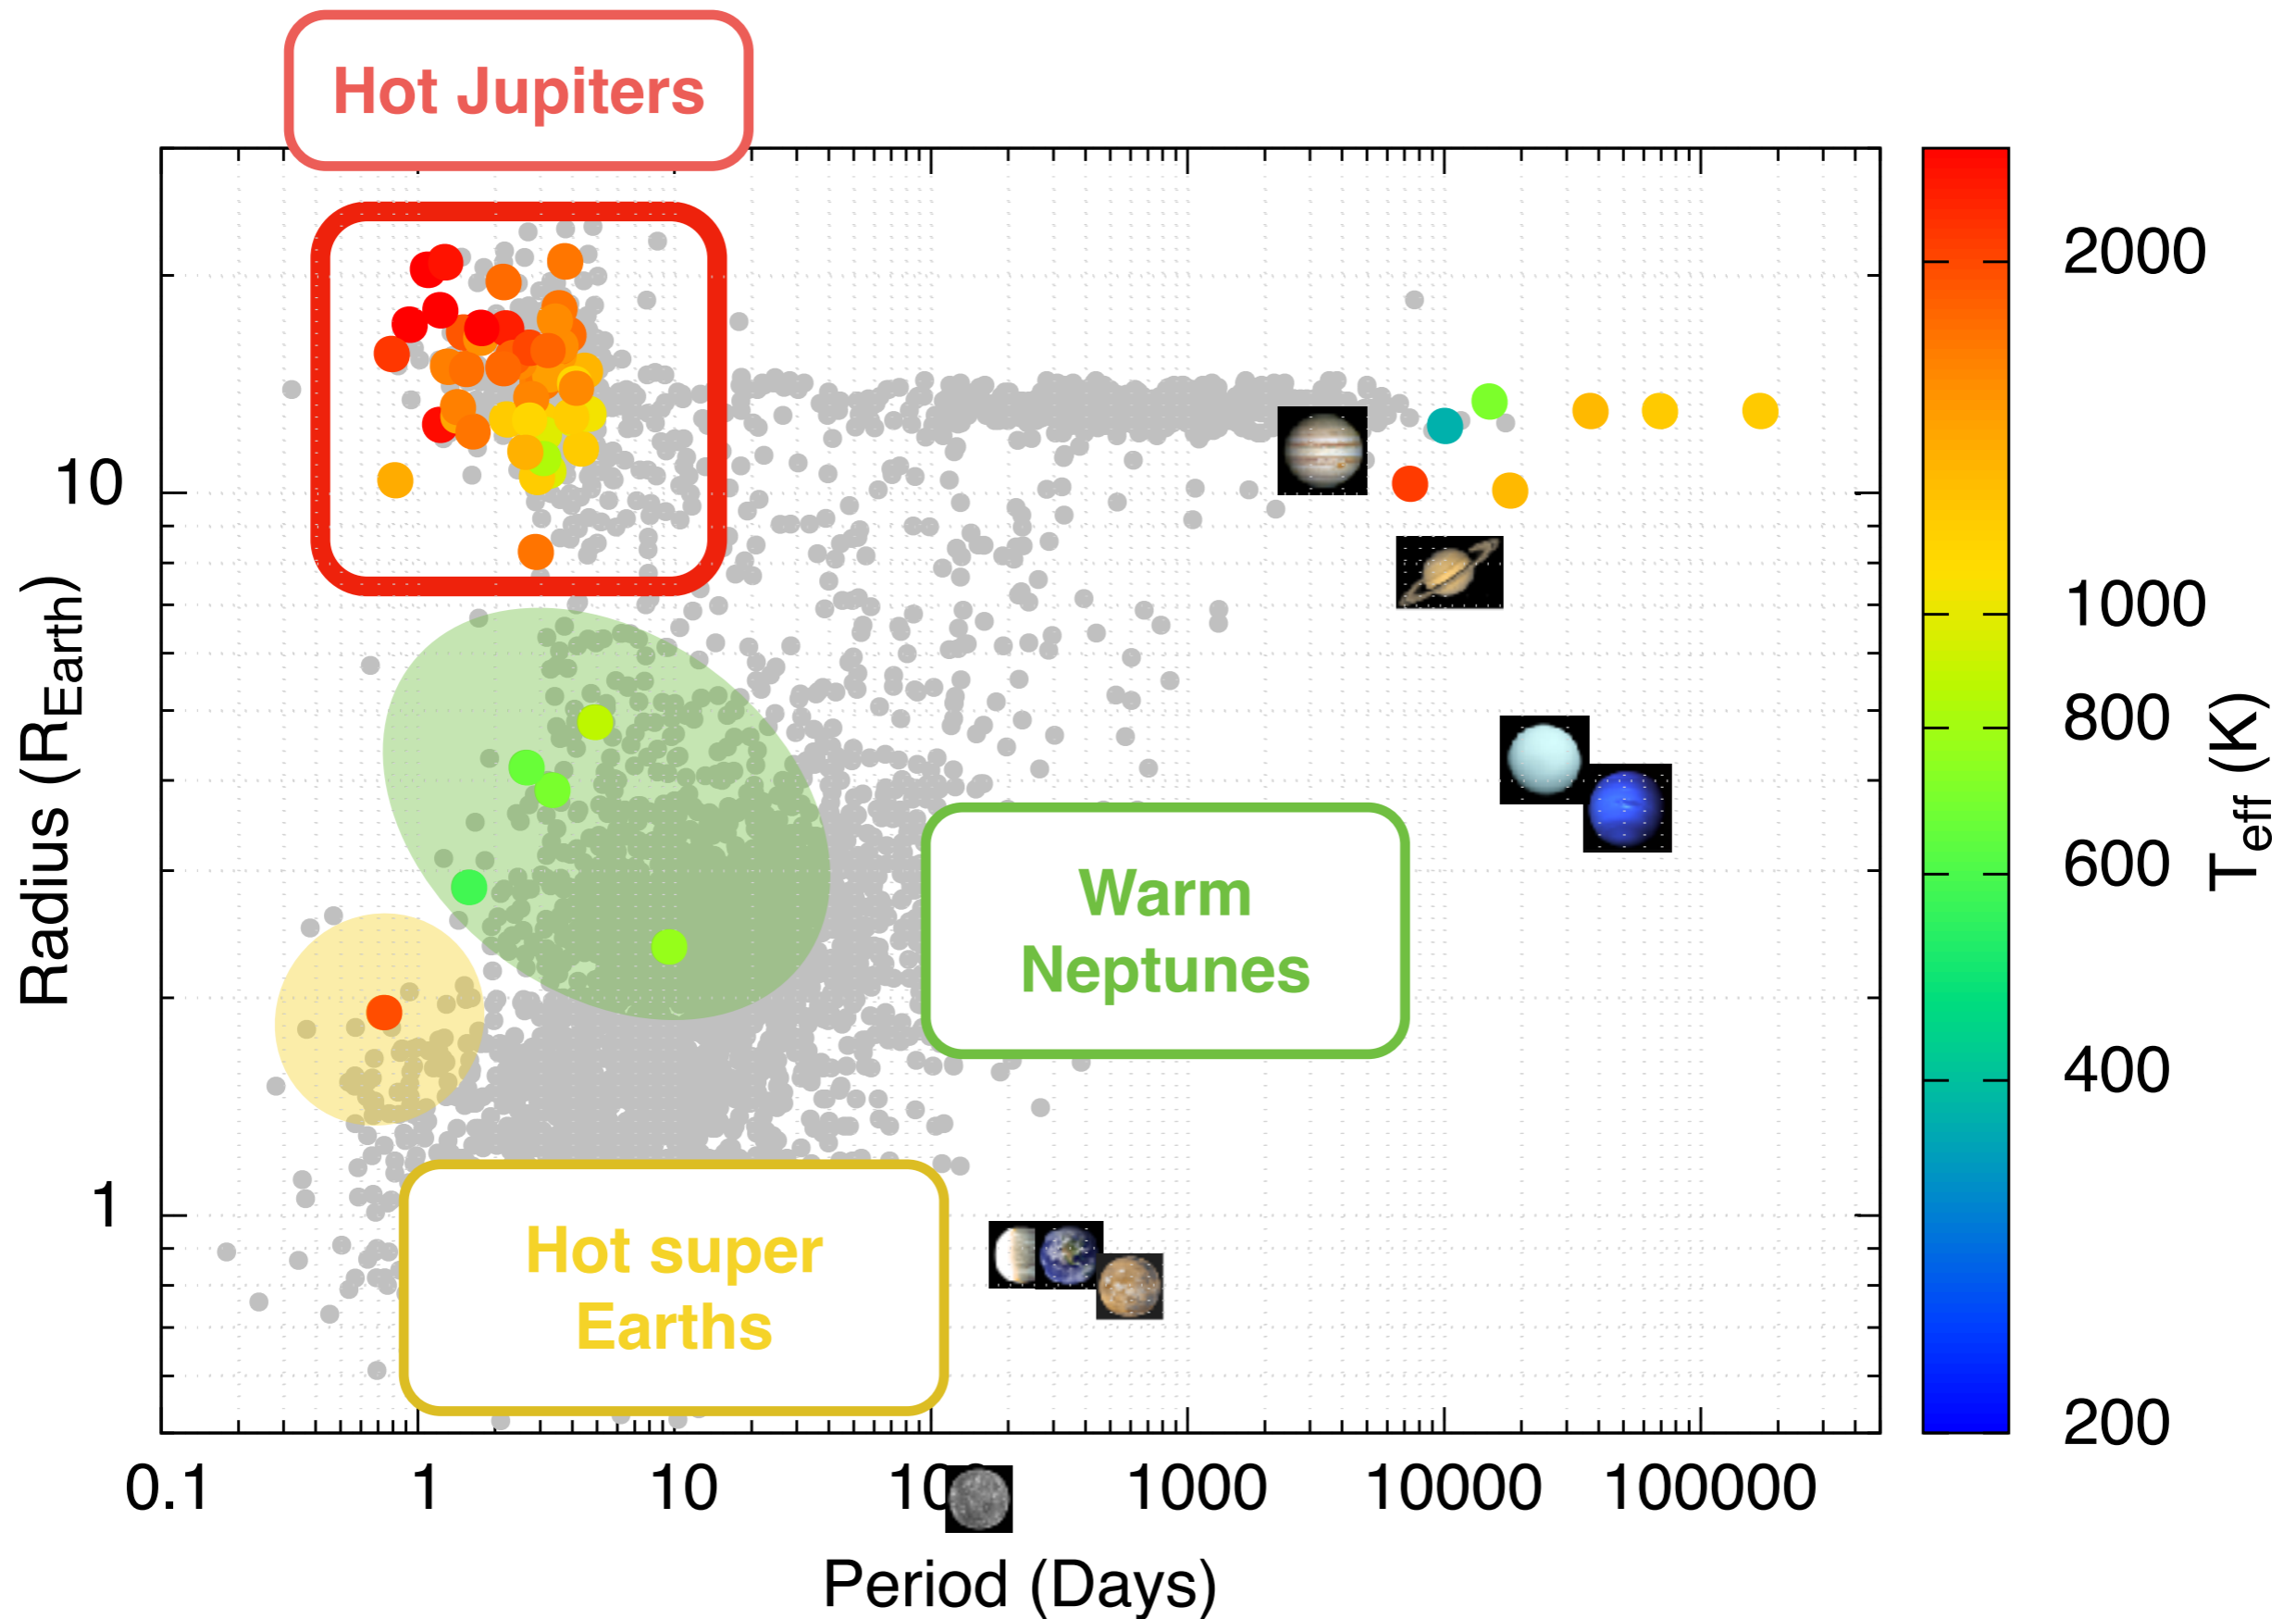 Hot Jupiters
10
1
Radius (R_Earth)
Warm
Neptunes
Hot super
Earths
0.1 1 10 10 1000 10000 100000
Period (Days)
2000
1000
800
600
400
200
T_eff (K)